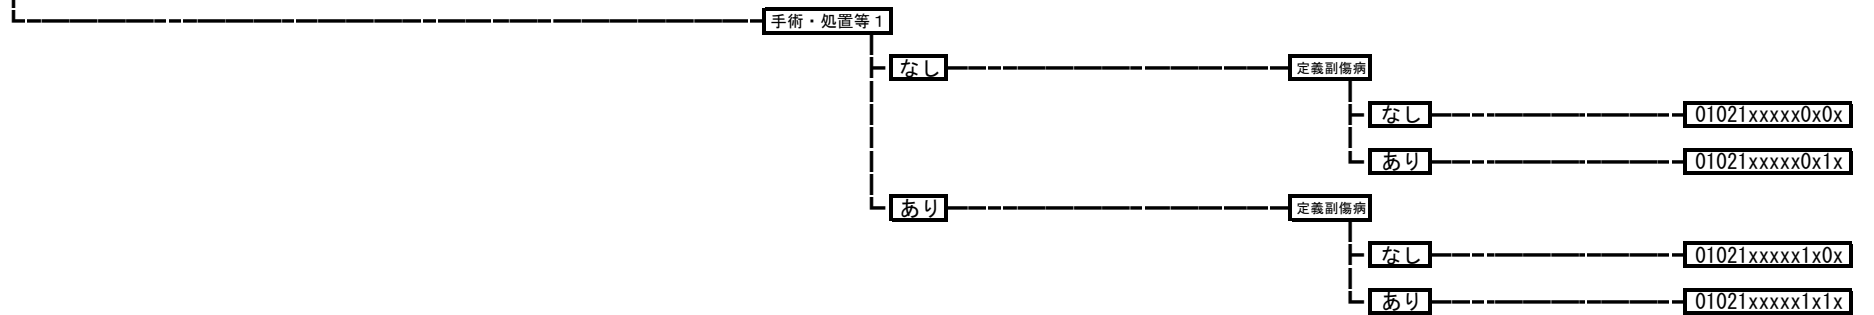 手術・処置等１
なし
定義副傷病
なし
01021xxxxx0x0x
あり
01021xxxxx0x1x
あり
定義副傷病
なし
01021xxxxx1x0x
あり
01021xxxxx1x1x